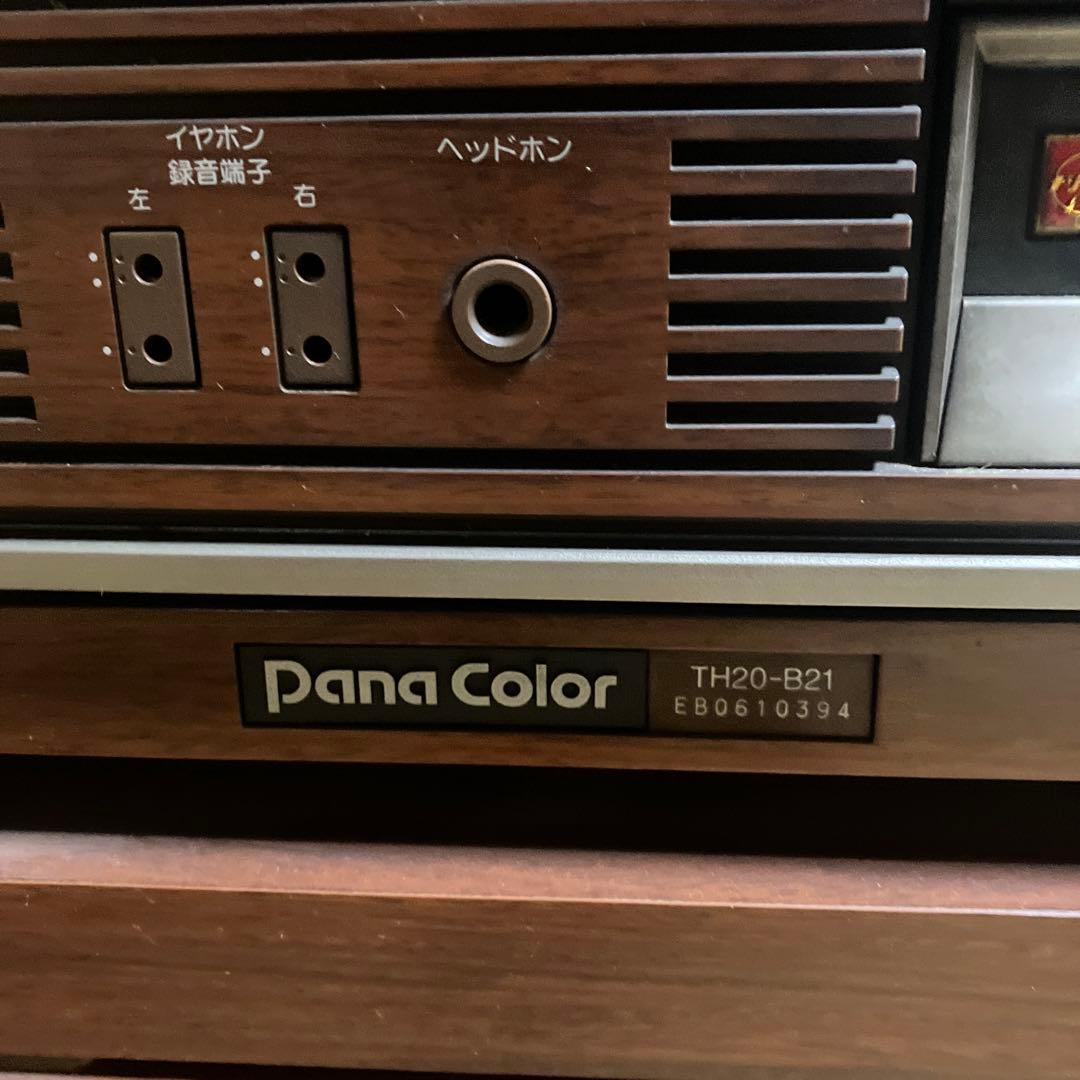 イヤホン
録音端子
左 右
ヘッドホン
Pana Color
TH20-B21
EB0610394